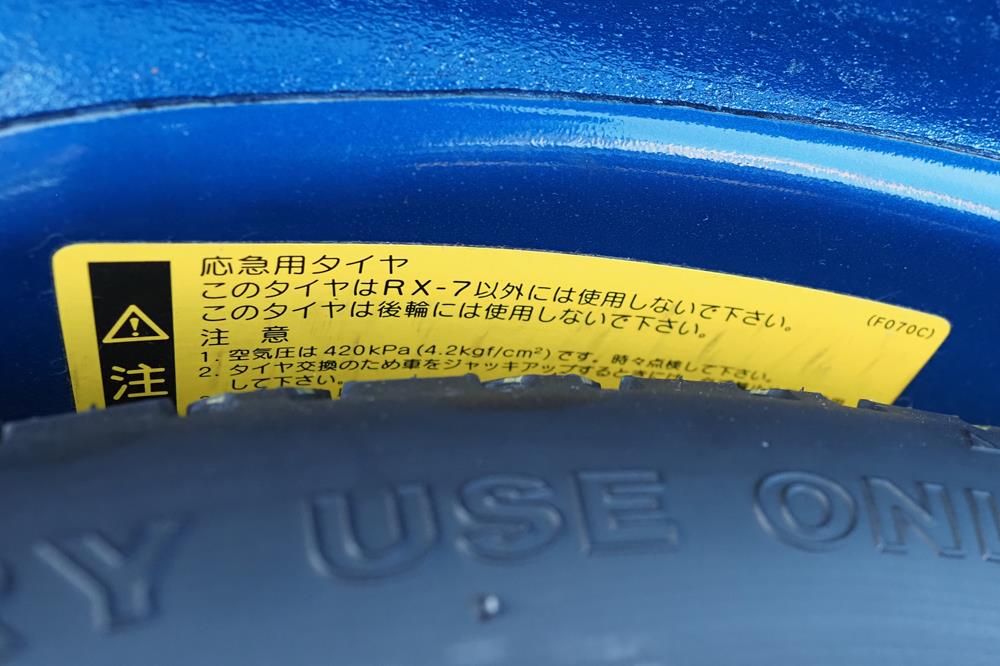 応急用タイヤ
このタイヤはRX-7以外には使用しないで下さい。
このタイヤは後輪には使用しないで下さい。
(F070C)
注 意
1. 空気圧は420kPa(4.2kgf/cm²)です。時々点検して下さい。
2. タイヤ交換のため車をジャッキアップするときには、
して下さい。
注
RY USE ONL